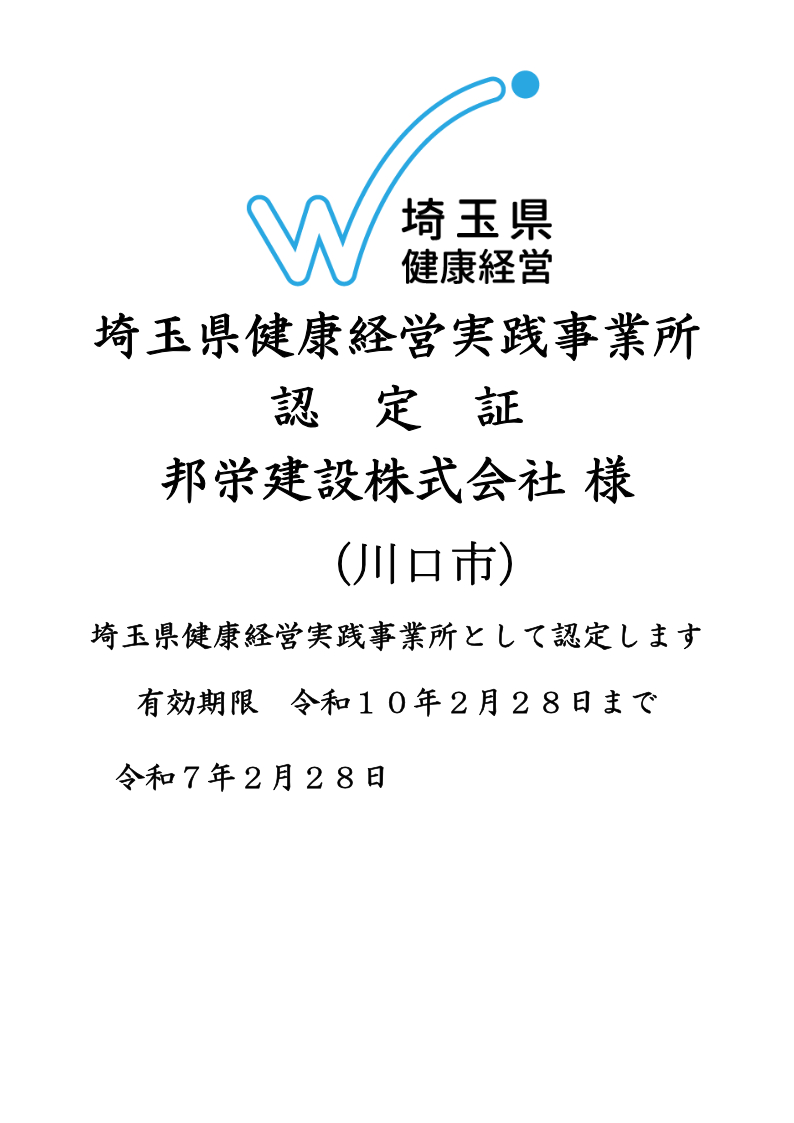 埼玉県
健康経営
埼玉県健康経営実践事業所
認　定　証
邦栄建設株式会社 様
(川口市)
埼玉県健康経営実践事業所として認定します
有効期限　令和１０年２月２８日まで
令和７年２月２８日